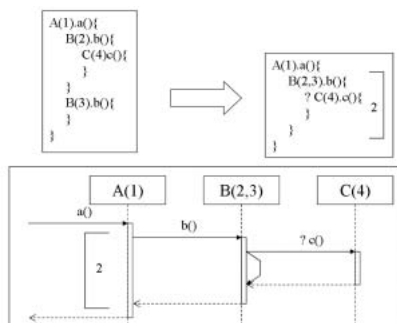 A(1).a(){
B(2).b(){
C(4)c(){
}
}
B(3).b(){
}
}
A(1).a(){
B(2,3).b(){
? C(4).c(){
}
}
}
2
A(1)
B(2,3)
C(4)
a()
b()
? c()
2